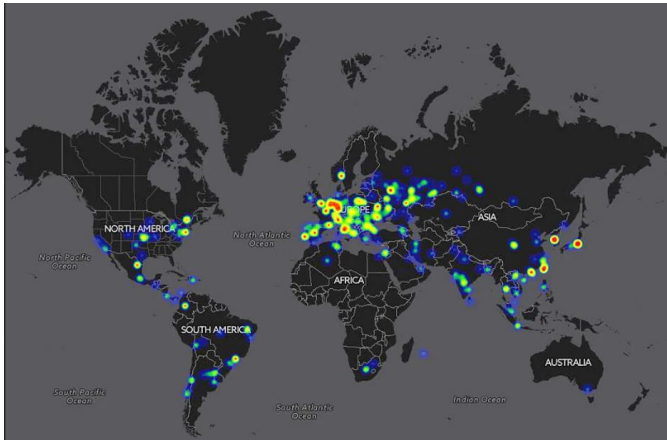 EUROPE
ASIA
NORTH AMERICA
North Atlantic
Ocean
North Pacific
Ocean
AFRICA
SOUTH AMERICA
AUSTRALIA
South Pacific
Ocean
South Atlantic
Ocean
Indian Ocean